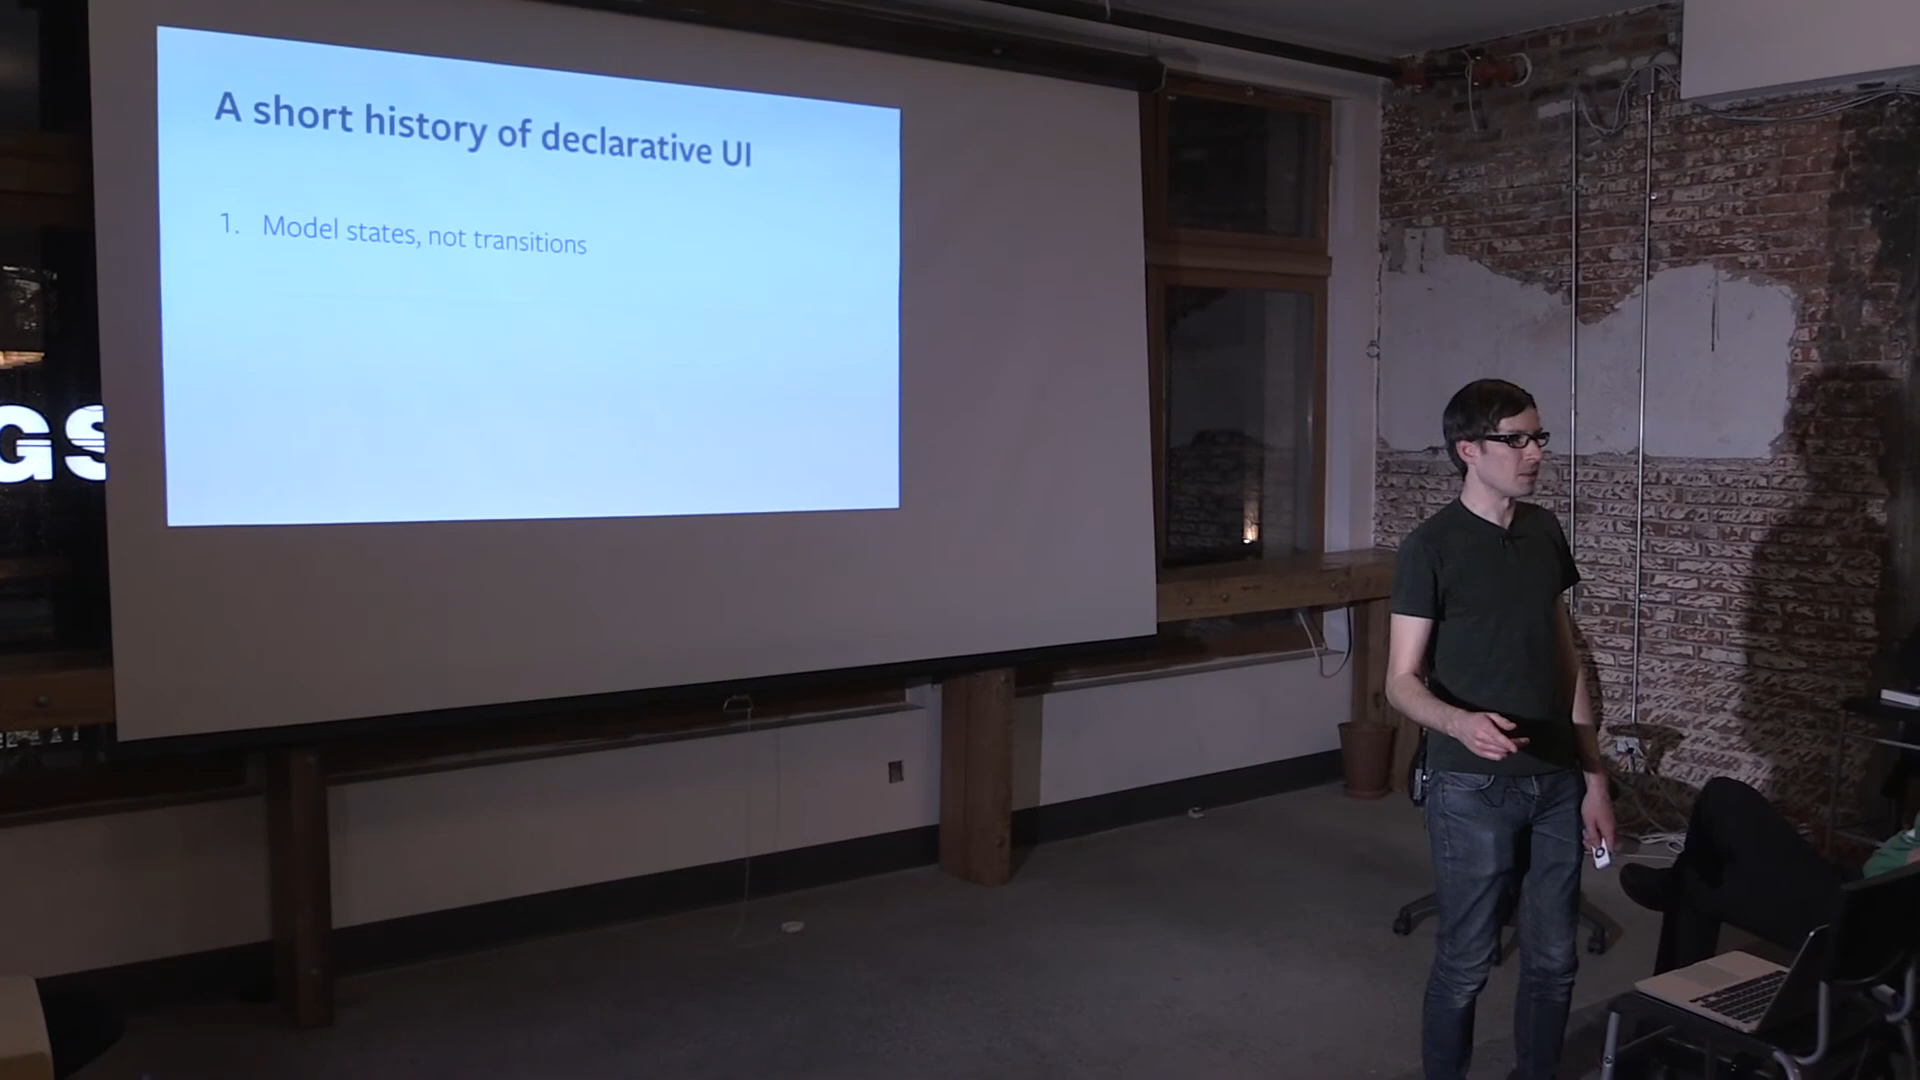 A short history of declarative UI
1. Model states, not transitions
GS